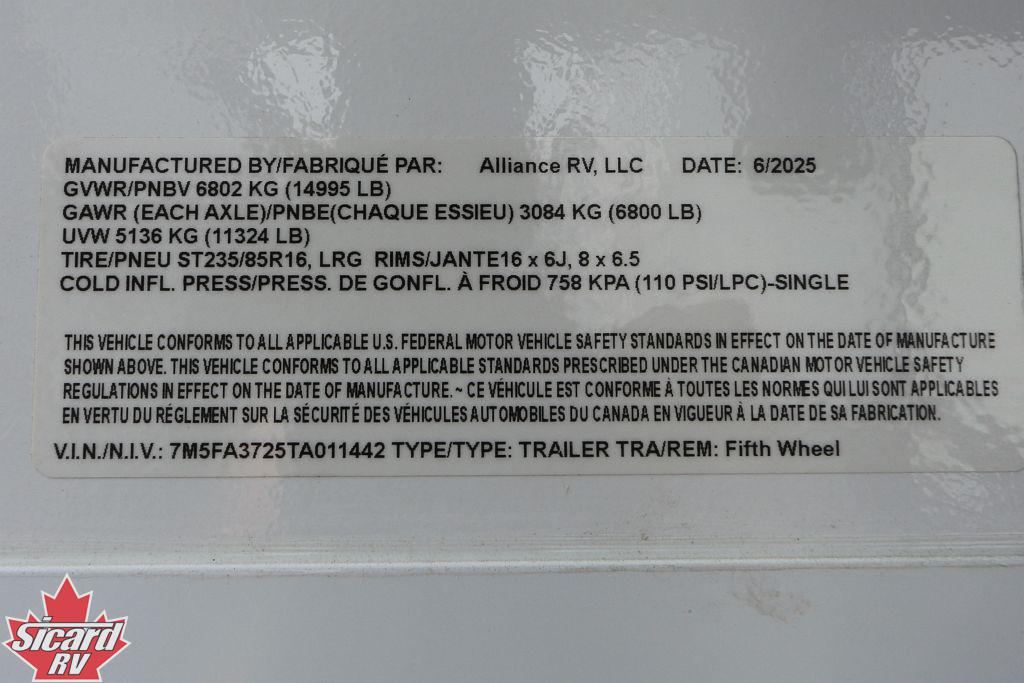 MANUFACTURED BY/FABRIQUÉ PAR: Alliance RV, LLC DATE: 6/2025
GVWR/PNBV 6802 KG (14995 LB)
GAWR (EACH AXLE)/PNBE(CHAQUE ESSIEU) 3084 KG (6800 LB)
UVW 5136 KG (11324 LB)
TIRE/PNEU ST235/85R16, LRG RIMS/JANTE16 x 6J, 8 x 6.5
COLD INFL. PRESS/PRESS. DE GONFL. À FROID 758 KPA (110 PSI/LPC)-SINGLE
THIS VEHICLE CONFORMS TO ALL APPLICABLE U.S. FEDERAL MOTOR VEHICLE SAFETY STANDARDS IN EFFECT ON THE DATE OF MANUFACTURE
SHOWN ABOVE. THIS VEHICLE CONFORMS TO ALL APPLICABLE STANDARDS PRESCRIBED UNDER THE CANADIAN MOTOR VEHICLE SAFETY
REGULATIONS IN EFFECT ON THE DATE OF MANUFACTURE. ~ CE VÉHICULE EST CONFORME À TOUTES LES NORMES QUI LUI SONT APPLICABLES
EN VERTU DU RÉGLEMENT SUR LA SÉCURITÉ DES VÉHICULES AUTOMOBILES DU CANADA EN VIGUEUR À LA DATE DE SA FABRICATION.
V.I.N./N.I.V.: 7M5FA3725TA011442 TYPE/TYPE: TRAILER TRA/REM: Fifth Wheel
Sicard
RV